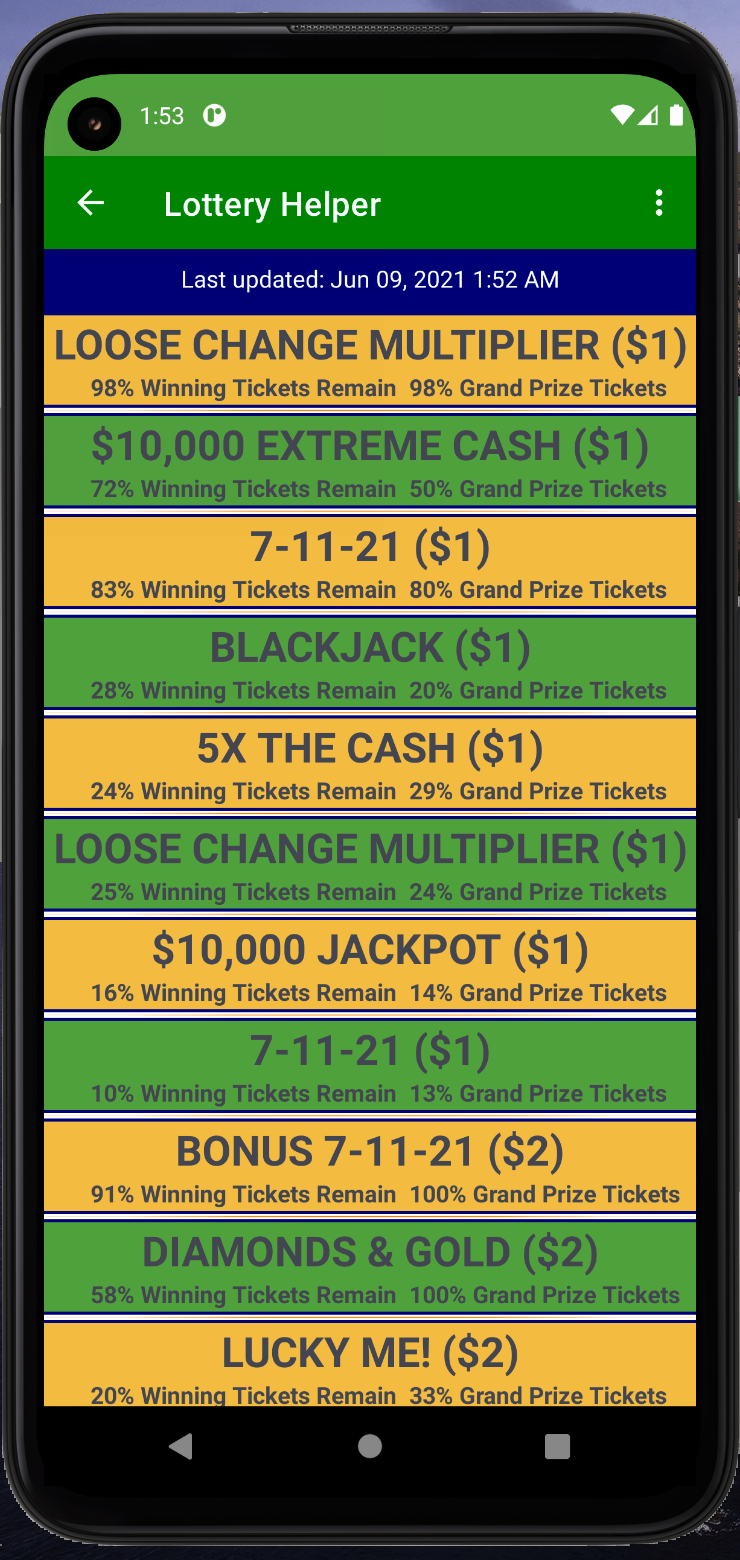 1:53
Lottery Helper
Last updated: Jun 09, 2021 1:52 AM
LOOSE CHANGE MULTIPLIER ($1)
98% Winning Tickets Remain 98% Grand Prize Tickets
$10,000 EXTREME CASH ($1)
72% Winning Tickets Remain 50% Grand Prize Tickets
7-11-21 ($1)
83% Winning Tickets Remain 80% Grand Prize Tickets
BLACKJACK ($1)
28% Winning Tickets Remain 20% Grand Prize Tickets
5X THE CASH ($1)
24% Winning Tickets Remain 29% Grand Prize Tickets
LOOSE CHANGE MULTIPLIER ($1)
25% Winning Tickets Remain 24% Grand Prize Tickets
$10,000 JACKPOT ($1)
16% Winning Tickets Remain 14% Grand Prize Tickets
7-11-21 ($1)
10% Winning Tickets Remain 13% Grand Prize Tickets
BONUS 7-11-21 ($2)
91% Winning Tickets Remain 100% Grand Prize Tickets
DIAMONDS & GOLD ($2)
58% Winning Tickets Remain 100% Grand Prize Tickets
LUCKY ME! ($2)
20% Winning Tickets Remain 33% Grand Prize Tickets